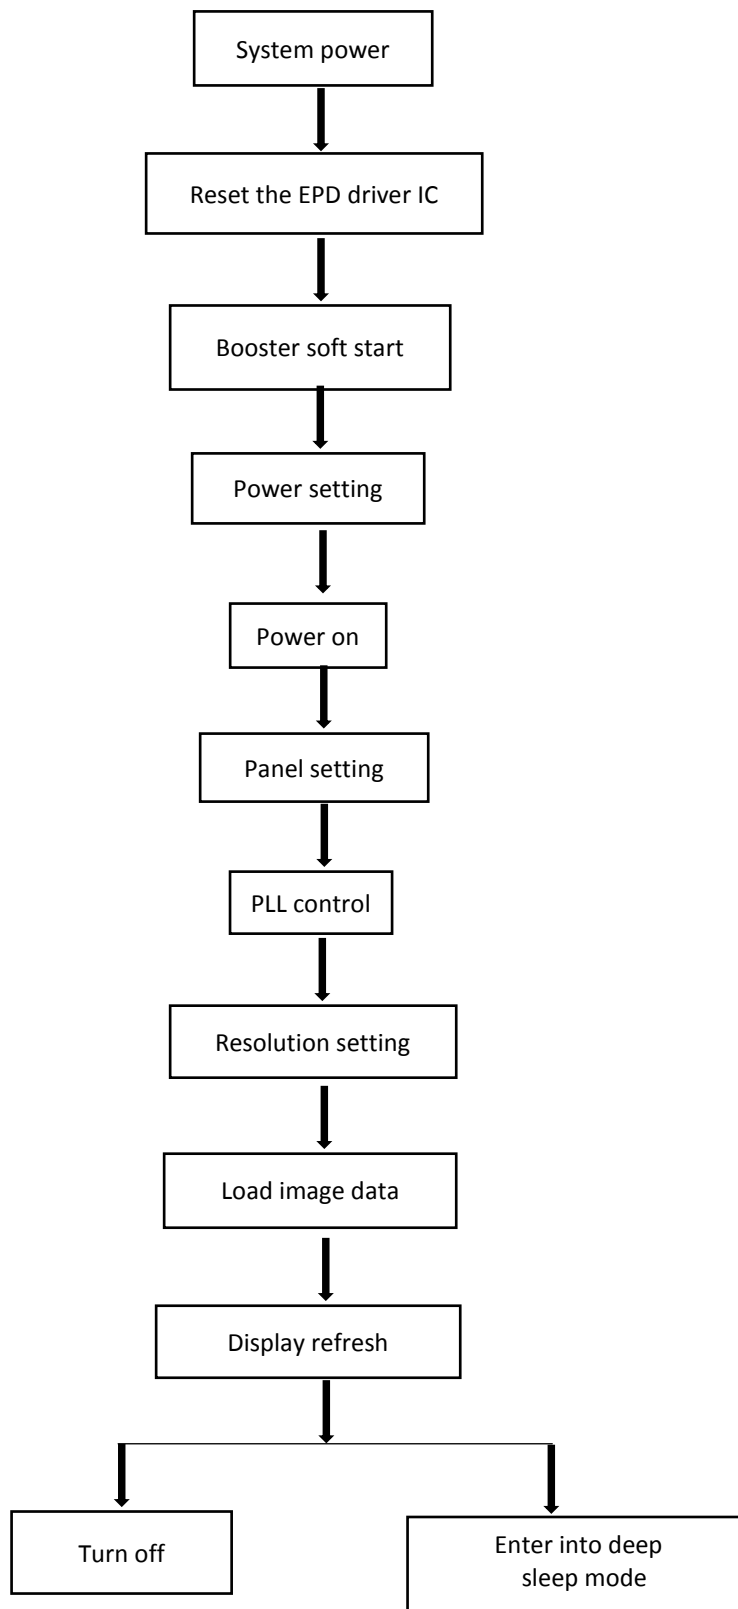 System power
Reset the EPD driver IC
Booster soft start
Power setting
Power on
Panel setting
PLL control
Resolution setting
Load image data
Display refresh
Turn off
Enter into deep
sleep mode